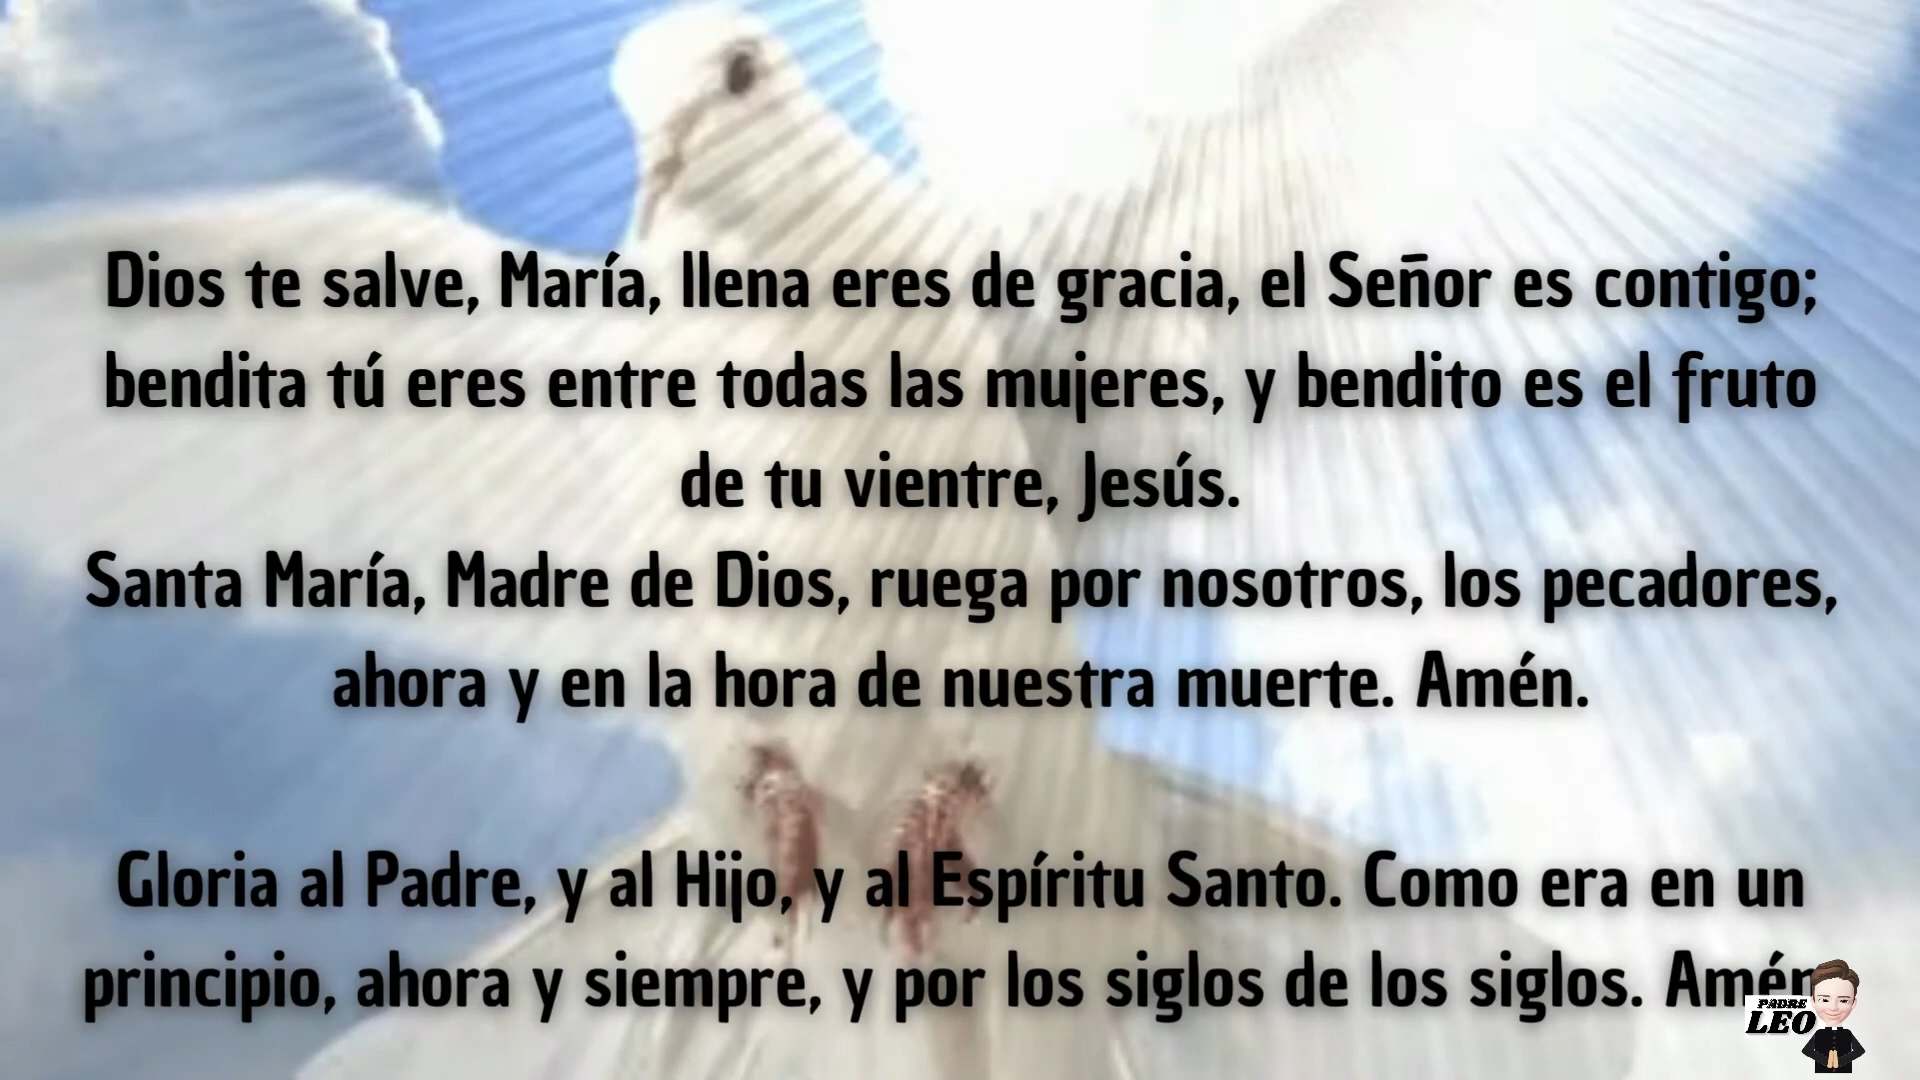 Dios te salve, María, llena eres de gracia, el Señor es contigo;
bendita tú eres entre todas las mujeres, y bendito es el fruto
de tu vientre, Jesús.
Santa María, Madre de Dios, ruega por nosotros, los pecadores,
ahora y en la hora de nuestra muerte. Amén.
Gloria al Padre, y al Hijo, y al Espíritu Santo. Como era en un
principio, ahora y siempre, y por los siglos de los siglos. Amén
PADRE
LEO